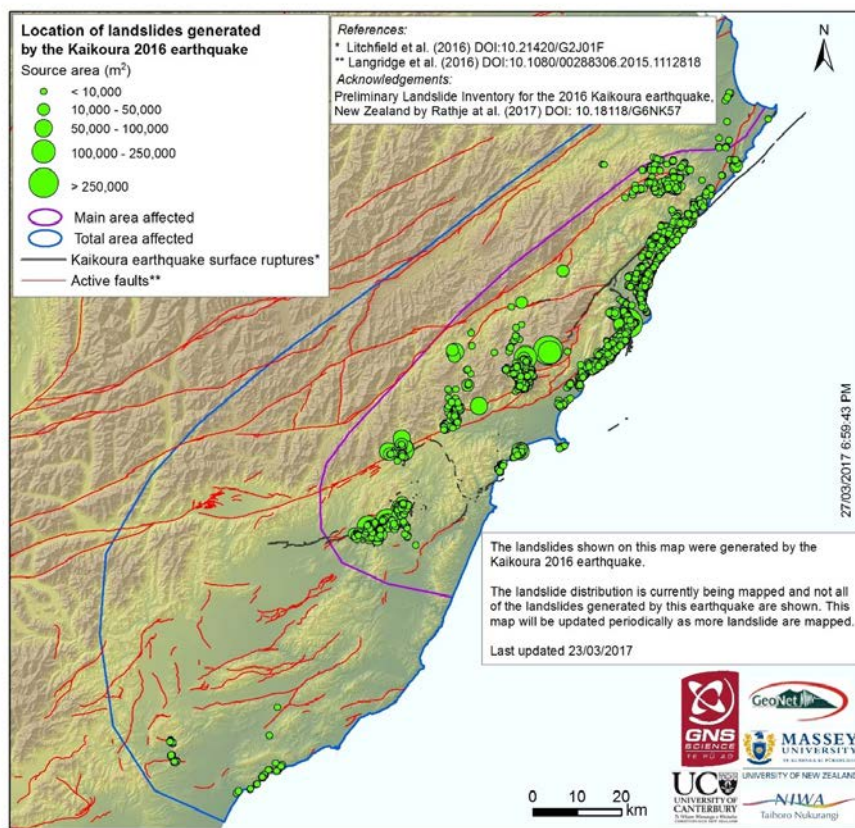 Location of landslides generated
by the Kaikoura 2016 earthquake
Source area (m²)
< 10,000
10,000 - 50,000
50,000 - 100,000
100,000 - 250,000
> 250,000
Main area affected
Total area affected
Kaikoura earthquake surface ruptures*
Active faults**
References:
* Litchfield et al. (2016) DOI:10.21420/G2J01F
** Langridge et al. (2016) DOI:10.1080/00288306.2015.1112818
Acknowledgements:
Preliminary Landslide Inventory for the 2016 Kaikoura earthquake,
New Zealand by Rathje at al. (2017) DOI: 10.18118/G6NK57
N
27/03/2017 6:59:43 PM
The landslides shown on this map were generated by the
Kaikoura 2016 earthquake.
The landslide distribution is currently being mapped and not all
of the landslides generated by this earthquake are shown. This
map will be updated periodically as more landslide are mapped.
Last updated 23/03/2017
GNS
SCIENCE
TE PŪ AO
GeoNet
MASSEY
UNIVERSITY
UNIVERSITY OF NEW ZEALAND
UC
UNIVERSITY OF
CANTERBURY
NIWA
Taihoro Nukurangi
0 10 20
km